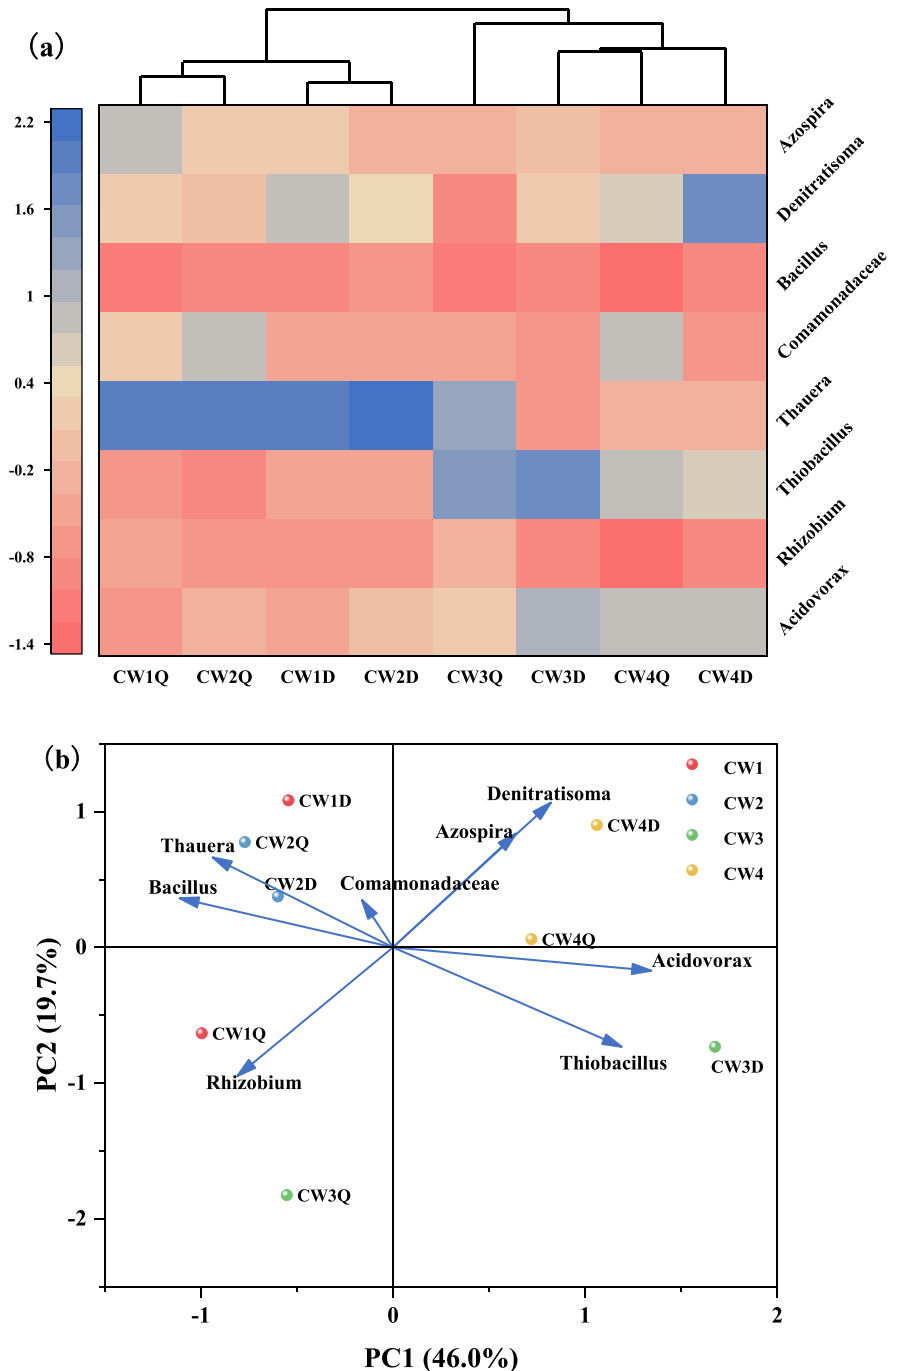 (a)
2.2
1.6
1
0.4
-0.2
-0.8
-1.4
Azospira
Denitratisoma
Bacillus
Comamonadaceae
Thauera
Thiobacillus
Rhizobium
Acidovorax
CW1Q CW2Q CW1D CW2D CW3Q CW3D CW4Q CW4D
(b)
CW1
CW2
CW3
CW4
Denitratisoma
CW1D
CW4D
Azospira
CW2Q
Thauera
CW2D
Comamonadaceae
Bacillus
CW4Q
Acidovorax
CW1Q
Thiobacillus
CW3D
Rhizobium
CW3Q
1
0
-1
-2
PC2 (19.7%)
-1 0 1 2
PC1 (46.0%)